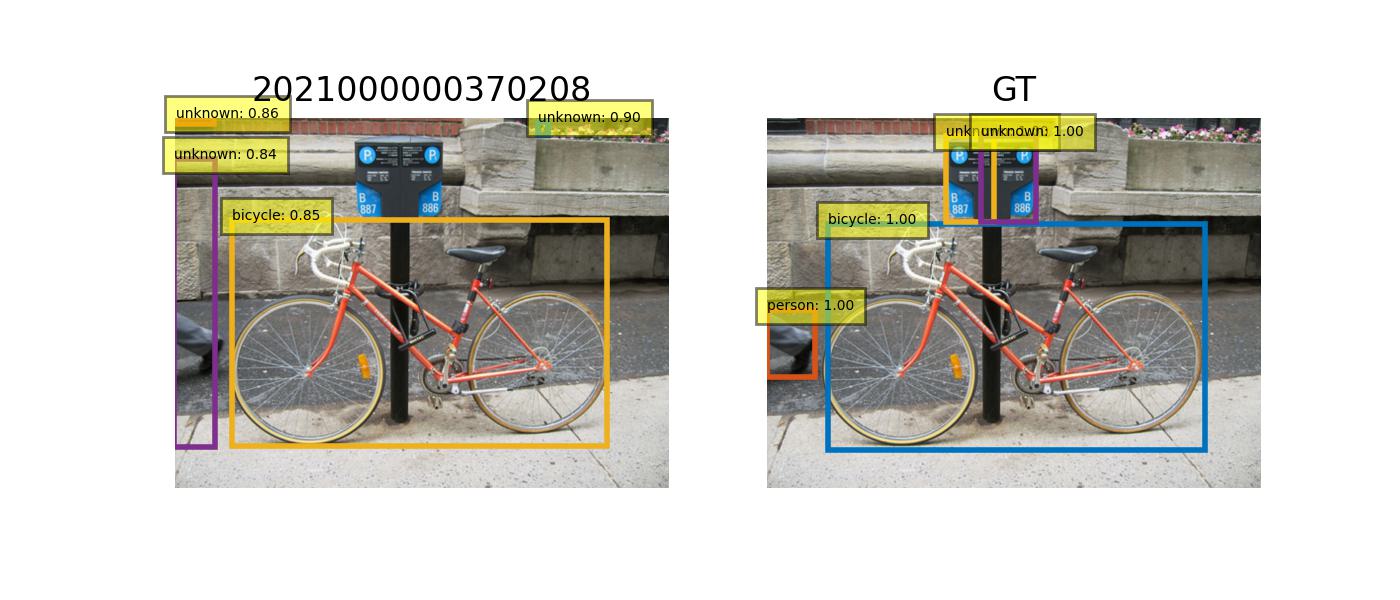 2021000000370208
GT
unknown: 0.86
unknown: 0.90
unknown: 0.84
bicycle: 0.85
P
P
B
887
B
886
unknown: 1.00
bicycle: 1.00
person: 1.00
P
P
B
887
B
886